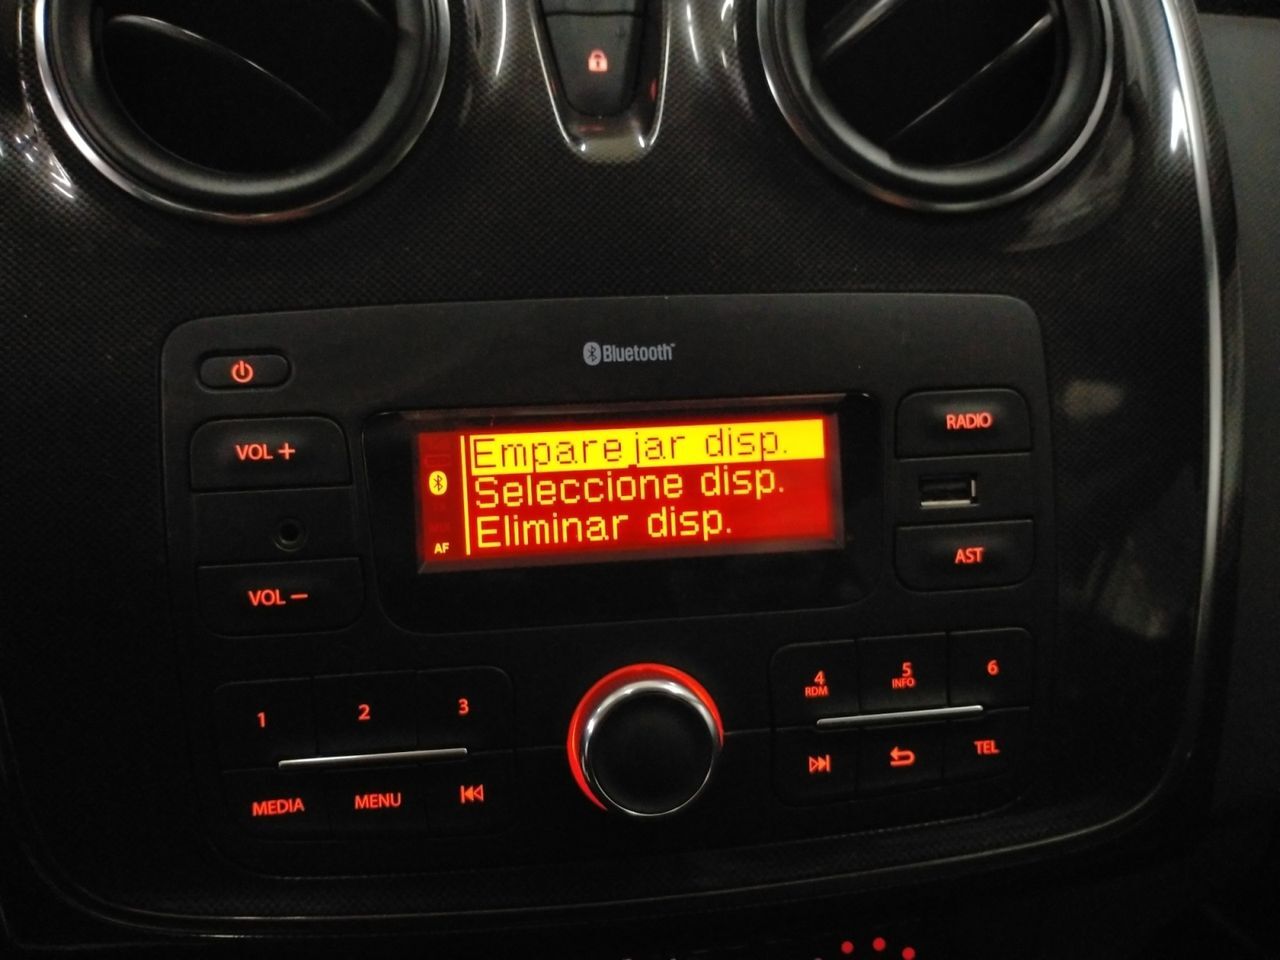 Bluetooth
VOL +
RADIO
Emparejar disp.
Seleccione disp.
Eliminar disp.
AF
AST
VOL −
1
2
3
4
RDM
5
INFO
6
MEDIA
MENU
TEL